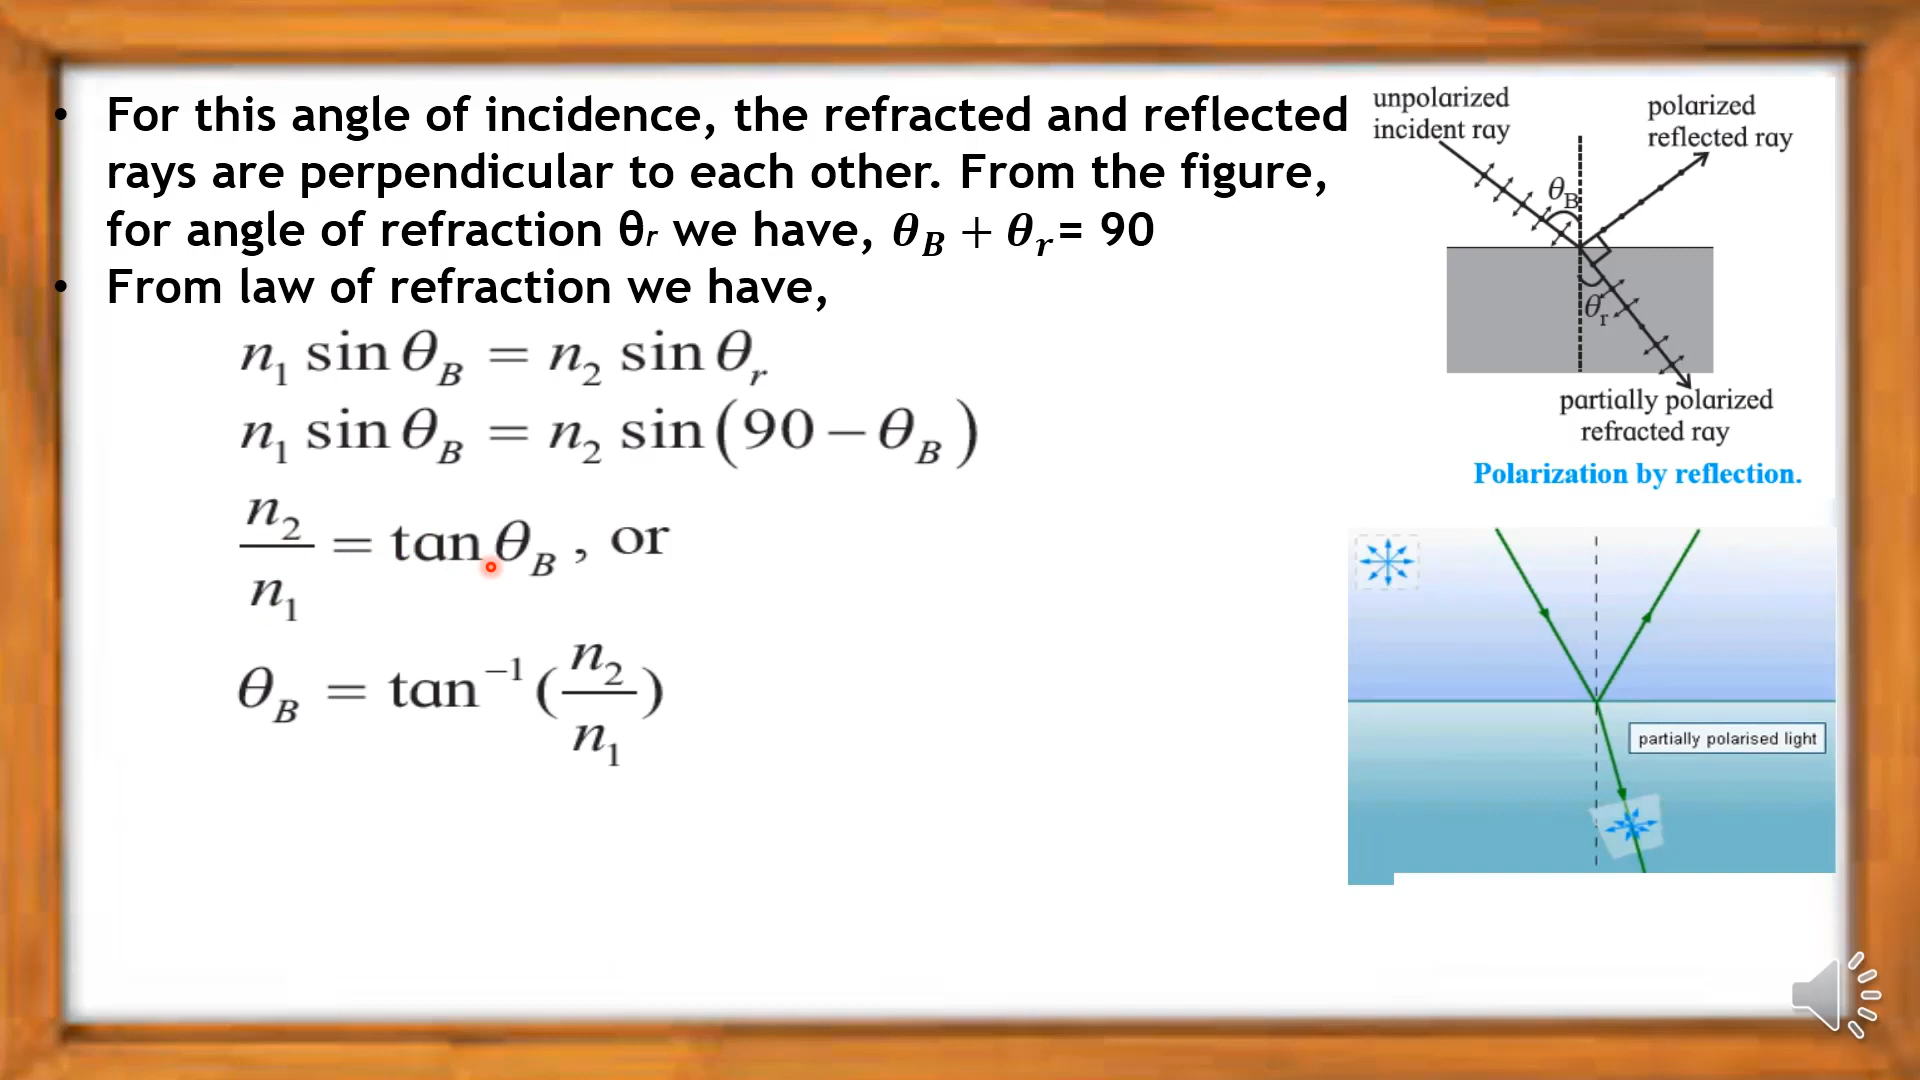 • For this angle of incidence, the refracted and reflected
rays are perpendicular to each other. From the figure,
for angle of refraction θr we have, θ_B + θ_r= 90
• From law of refraction we have,
n₁ sin θ_B = n₂ sin θ_r
n₁ sin θ_B = n₂ sin (90 − θ_B)
n₂/n₁ = tan θ_B , or
θ_B = tan⁻¹ (n₂/n₁)
unpolarized
incident ray
polarized
reflected ray
θ_B
θ_r
partially polarized
refracted ray
Polarization by reflection.
partially polarised light